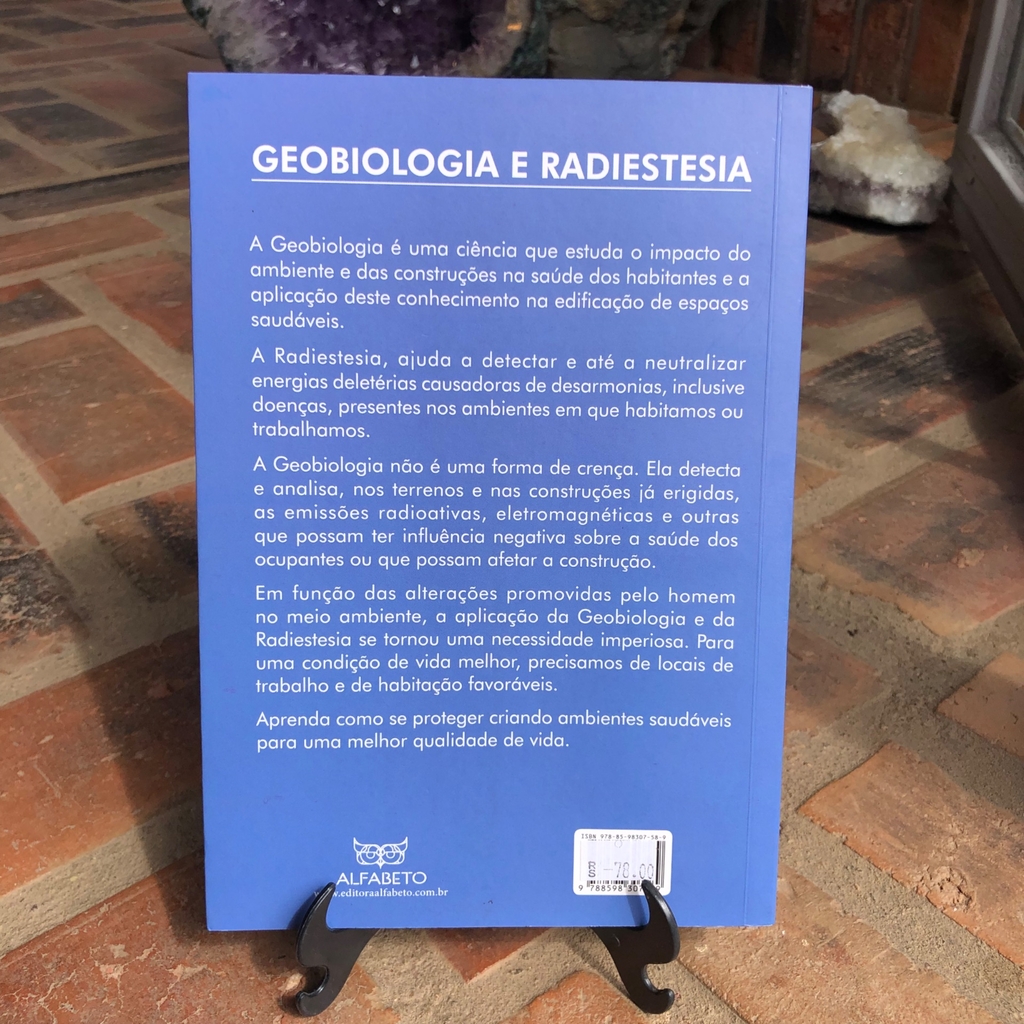 GEOBIOLOGIA E RADIESTESIA
A Geobiologia é uma ciência que estuda o impacto do
ambiente e das construções na saúde dos habitantes e a
aplicação deste conhecimento na edificação de espaços
saudáveis.
A Radiestesia, ajuda a detectar e até a neutralizar
energias deletérias causadoras de desarmonias, inclusive
doenças, presentes nos ambientes em que habitamos ou
trabalhamos.
A Geobiologia não é uma forma de crença. Ela detecta
e analisa, nos terrenos e nas construções já erigidas,
as emissões radioativas, eletromagnéticas e outras
que possam ter influência negativa sobre a saúde dos
ocupantes ou que possam afetar a construção.
Em função das alterações promovidas pelo homem
no meio ambiente, a aplicação da Geobiologia e da
Radiestesia se tornou uma necessidade imperiosa. Para
uma condição de vida melhor, precisamos de locais de
trabalho e de habitação favoráveis.
Aprenda como se proteger criando ambientes saudáveis
para uma melhor qualidade de vida.
ALFABETO
.editoraalfabeto.com.br
ISBN 978-85-98307-58-9
R$ -78.00
9 788598 307